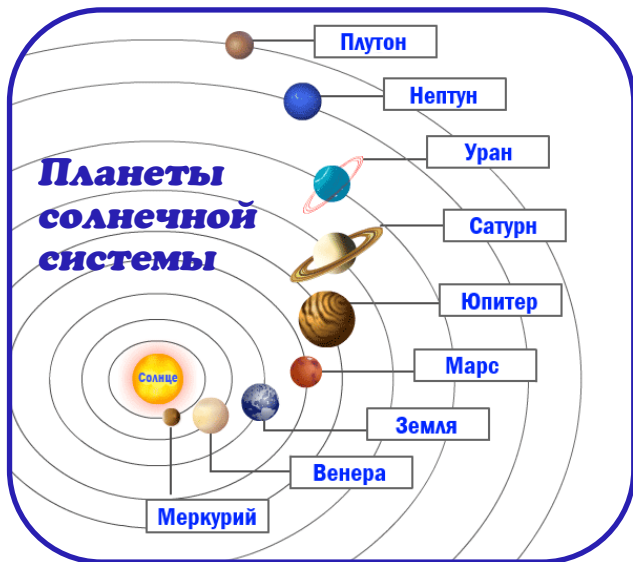 Плутон
Нептун
Уран
Планеты
солнечной
системы
Сатурн
Юпитер
Марс
Солнце
Земля
Венера
Меркурий